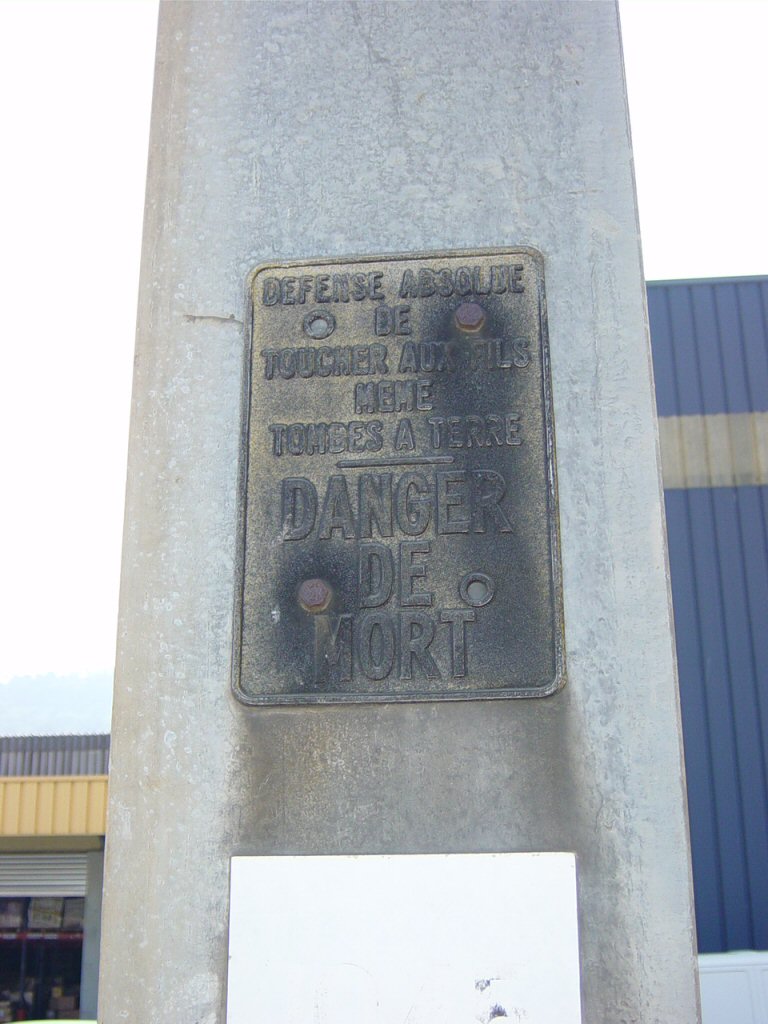 DEFENSE ABSOLUE
DE
TOUCHER AUX FILS
MEME
TOMBES A TERRE
DANGER
DE
MORT